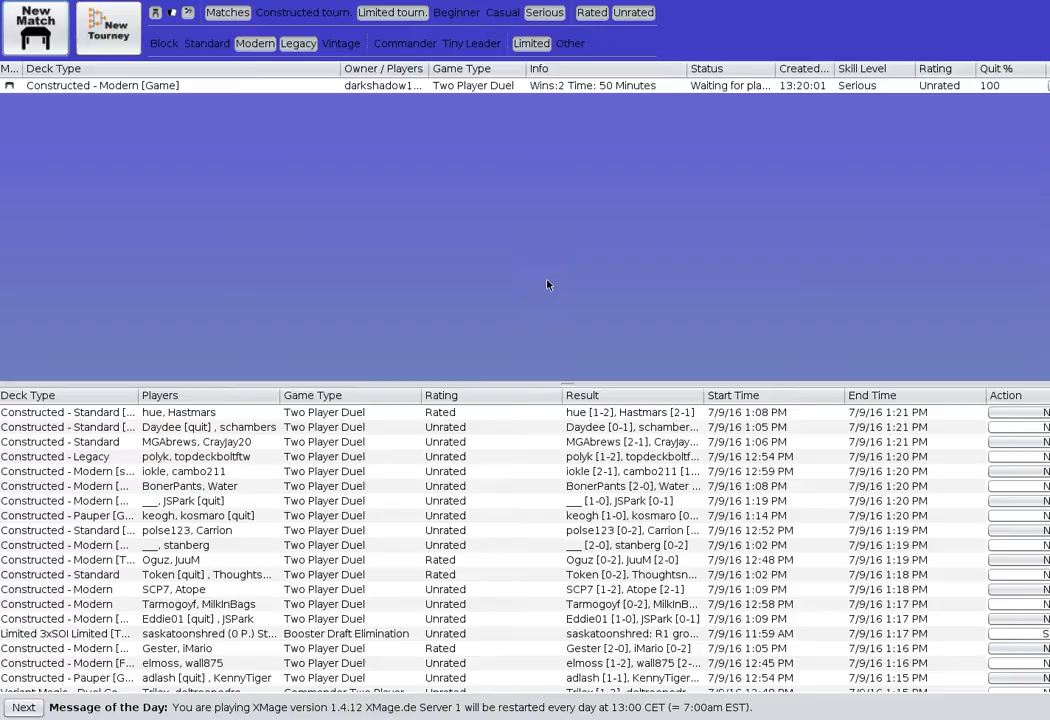 New Match
New Tourney
Matches Constructed tourn. Limited tourn. Beginner Casual Serious Rated Unrated
Block Standard Modern Legacy Vintage Commander Tiny Leader Limited Other
M... Deck Type Owner / Players Game Type Info Status Created... Skill Level Rating Quit %
Constructed - Modern [Game] darkshadow1... Two Player Duel Wins:2 Time: 50 Minutes Waiting for pla... 13:20:01 Serious Unrated 100
Deck Type Players Game Type Rating Result Start Time End Time Action
Constructed - Standard [... hue, Hastmars Two Player Duel Rated hue [1-2], Hastmars [2-1] 7/9/16 1:08 PM 7/9/16 1:21 PM N
Constructed - Standard [... Daydee [quit] , schambers Two Player Duel Unrated Daydee [0-1], schamber... 7/9/16 1:05 PM 7/9/16 1:21 PM N
Constructed - Standard MGAbrews, CrayJay20 Two Player Duel Unrated MGAbrews [2-1], CrayJay... 7/9/16 1:06 PM 7/9/16 1:21 PM N
Constructed - Legacy polyk, topdeckboltftw Two Player Duel Unrated polyk [1-2], topdeckboltf... 7/9/16 12:54 PM 7/9/16 1:20 PM N
Constructed - Modern [s... iokle, cambo211 Two Player Duel Unrated iokle [2-1], cambo211 [1... 7/9/16 12:59 PM 7/9/16 1:20 PM N
Constructed - Modern [... BonerPants, Water Two Player Duel Unrated BonerPants [2-0], Water ... 7/9/16 1:08 PM 7/9/16 1:20 PM N
Constructed - Modern [... ___, JSPark [quit] Two Player Duel Unrated ___ [1-0], JSPark [0-1] 7/9/16 1:19 PM 7/9/16 1:20 PM N
Constructed - Pauper [G... keogh, kosmaro [quit] Two Player Duel Unrated keogh [1-0], kosmaro [0... 7/9/16 1:14 PM 7/9/16 1:20 PM N
Constructed - Standard [... polse123, Carrion Two Player Duel Unrated polse123 [0-2], Carrion [... 7/9/16 12:52 PM 7/9/16 1:19 PM N
Constructed - Modern [... ___, stanberg Two Player Duel Unrated ___ [2-0], stanberg [0-2] 7/9/16 1:02 PM 7/9/16 1:19 PM N
Constructed - Modern [T... Oguz, JuuM Two Player Duel Rated Oguz [0-2], JuuM [2-0] 7/9/16 12:48 PM 7/9/16 1:19 PM N
Constructed - Standard Token [quit] , Thoughts... Two Player Duel Rated Token [0-2], Thoughtsn... 7/9/16 1:02 PM 7/9/16 1:18 PM N
Constructed - Modern SCP7, Atope Two Player Duel Unrated SCP7 [1-2], Atope [2-1] 7/9/16 1:09 PM 7/9/16 1:18 PM N
Constructed - Modern Tarmogoyf, MilkInBags Two Player Duel Unrated Tarmogoyf [0-2], MilkInB... 7/9/16 12:58 PM 7/9/16 1:17 PM N
Constructed - Modern [... Eddie01 [quit] , JSPark Two Player Duel Unrated Eddie01 [1-0], JSPark [0-1] 7/9/16 1:09 PM 7/9/16 1:17 PM N
Limited 3xSOI Limited [T... saskatoonshred (0 P.) St... Booster Draft Elimination Unrated saskatoonshred: R1 gro... 7/9/16 11:59 AM 7/9/16 1:17 PM S
Constructed - Modern [... Gester, iMario Two Player Duel Rated Gester [2-0], iMario [0-2] 7/9/16 1:05 PM 7/9/16 1:16 PM N
Constructed - Modern [F... elmoss, wall875 Two Player Duel Unrated elmoss [1-2], wall875 [2-... 7/9/16 12:45 PM 7/9/16 1:16 PM N
Constructed - Pauper [G... adlash [quit] , KennyTiger Two Player Duel Unrated adlash [1-1], KennyTiger... 7/9/16 12:54 PM 7/9/16 1:15 PM N
Next Message of the Day: You are playing XMage version 1.4.12 XMage.de Server 1 will be restarted every day at 13:00 CET (= 7:00am EST).